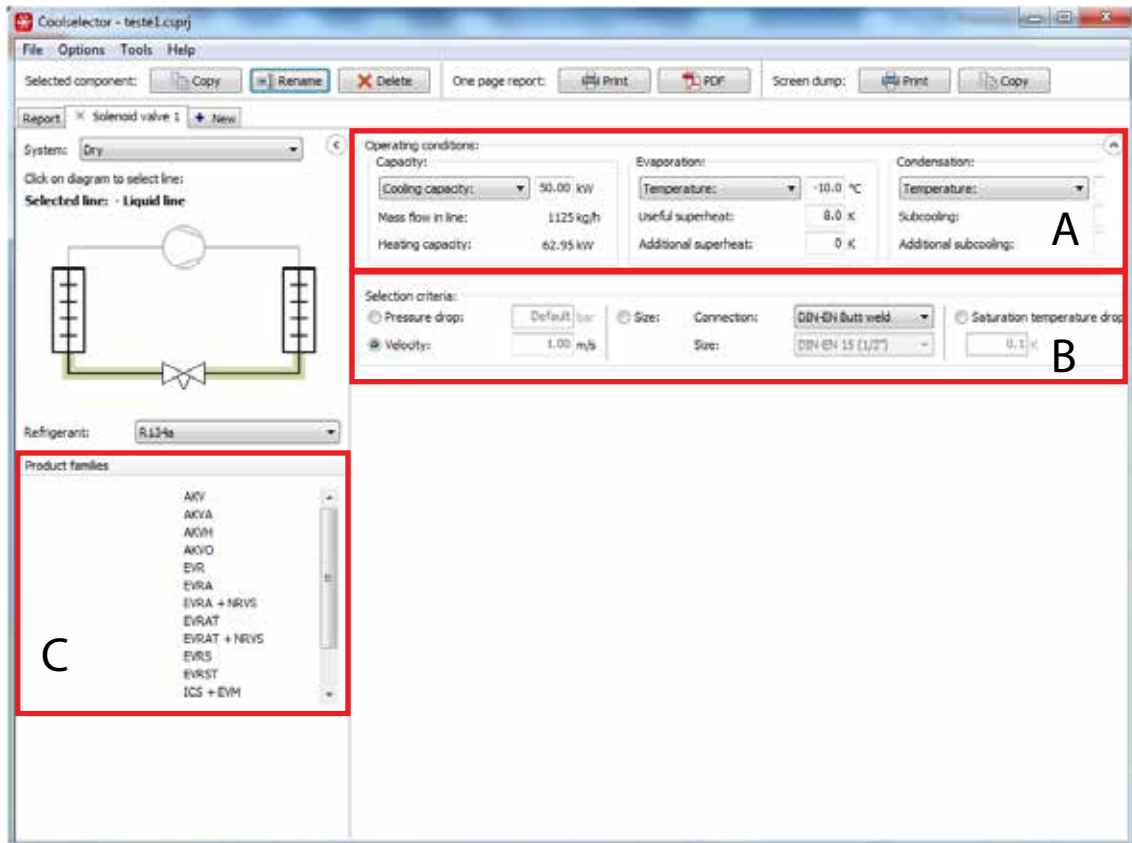 Coolselector - teste1.csprj
File Options Tools Help
Selected component: Copy Rename Delete One page report: Print PDF Screen dump: Print Copy
Report Solenoid valve 1 New
System: Dry
Click on diagram to select line:
Selected line: - Liquid line
Refrigerant: R134a
Product families
AKV
AKVA
AKVH
AKVO
EVR
EVRA
EVRA + NRVS
EVRAT
EVRAT + NRVS
EVRS
EVRST
ICS + EVM
C
Operating conditions:
Capacity: Evaporation: Condensation:
Cooling capacity: 50.00 kW Temperature: -10.0 °C Temperature:
Mass flow in line: 1125 kg/h Useful superheat: 8.0 K Subcooling:
Heating capacity: 62.95 kW Additional superheat: 0 K Additional subcooling:
A
Selection criteria:
Pressure drop: Default bar Size: Connection: DIN-EN Butt weld Saturation temperature drop
Velocity: 1.00 m/s Size: DIN-EN 15 (1/2") 0.1 K
B